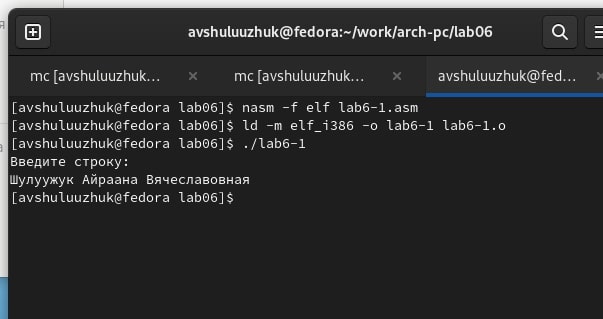 avshuluuzhuk@fedora:~/work/arch-pc/lab06
mc [avshuluuzhuk... × mc [avshuluuzhuk... × avshuluuzhuk@fed... ×
[avshuluuzhuk@fedora lab06]$ nasm -f elf lab6-1.asm
[avshuluuzhuk@fedora lab06]$ ld -m elf_i386 -o lab6-1 lab6-1.o
[avshuluuzhuk@fedora lab06]$ ./lab6-1
Введите строку:
Шулуужук Айраана Вячеславовная
[avshuluuzhuk@fedora lab06]$